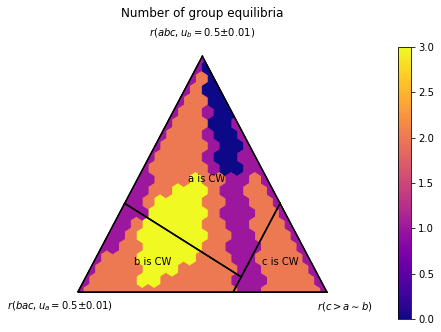 Number of group equilibria
r(abc, u_b = 0.5±0.01)
3.0
2.5
2.0
1.5
1.0
0.5
0.0
a is CW
b is CW
c is CW
r(bac, u_a = 0.5±0.01)
r(c > a ∼ b)